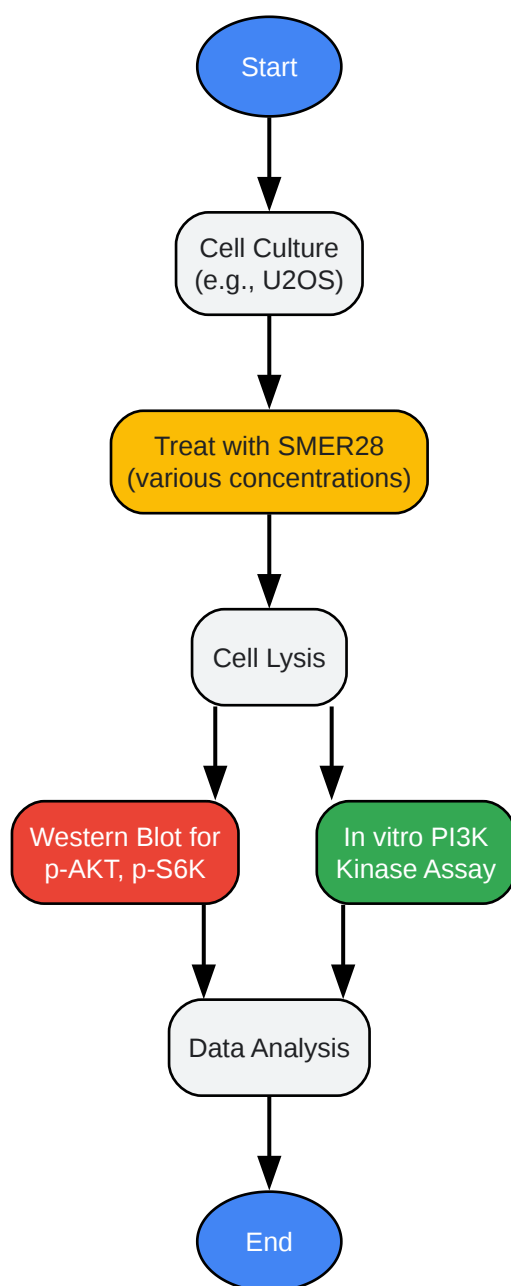 Start
Cell Culture
(e.g., U2OS)
Treat with SMER28
(various concentrations)
Cell Lysis
Western Blot for
p-AKT, p-S6K
In vitro PI3K
Kinase Assay
Data Analysis
End